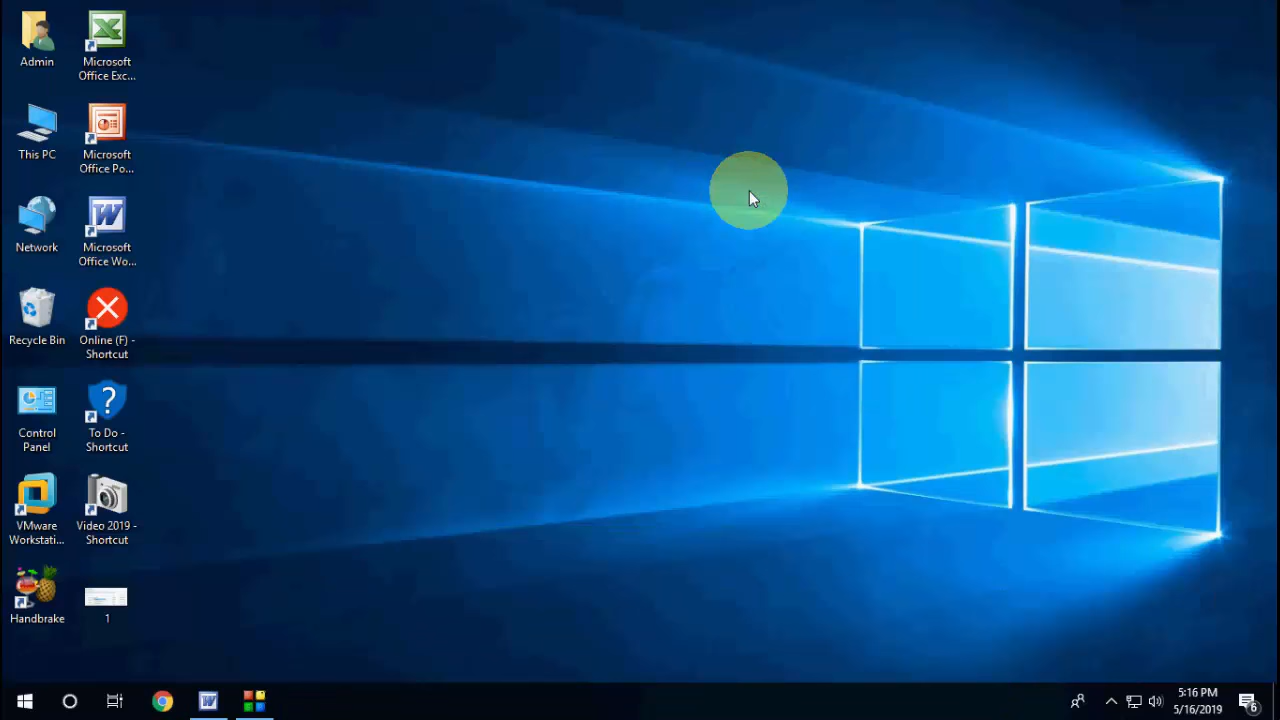 Admin
Microsoft
Office Exc...
This PC
Microsoft
Office Po...
Network
Microsoft
Office Wo...
Recycle Bin
Online (F) -
Shortcut
Control
Panel
To Do -
Shortcut
VMware
Workstati...
Video 2019 -
Shortcut
Handbrake
1
5:16 PM
5/16/2019
6